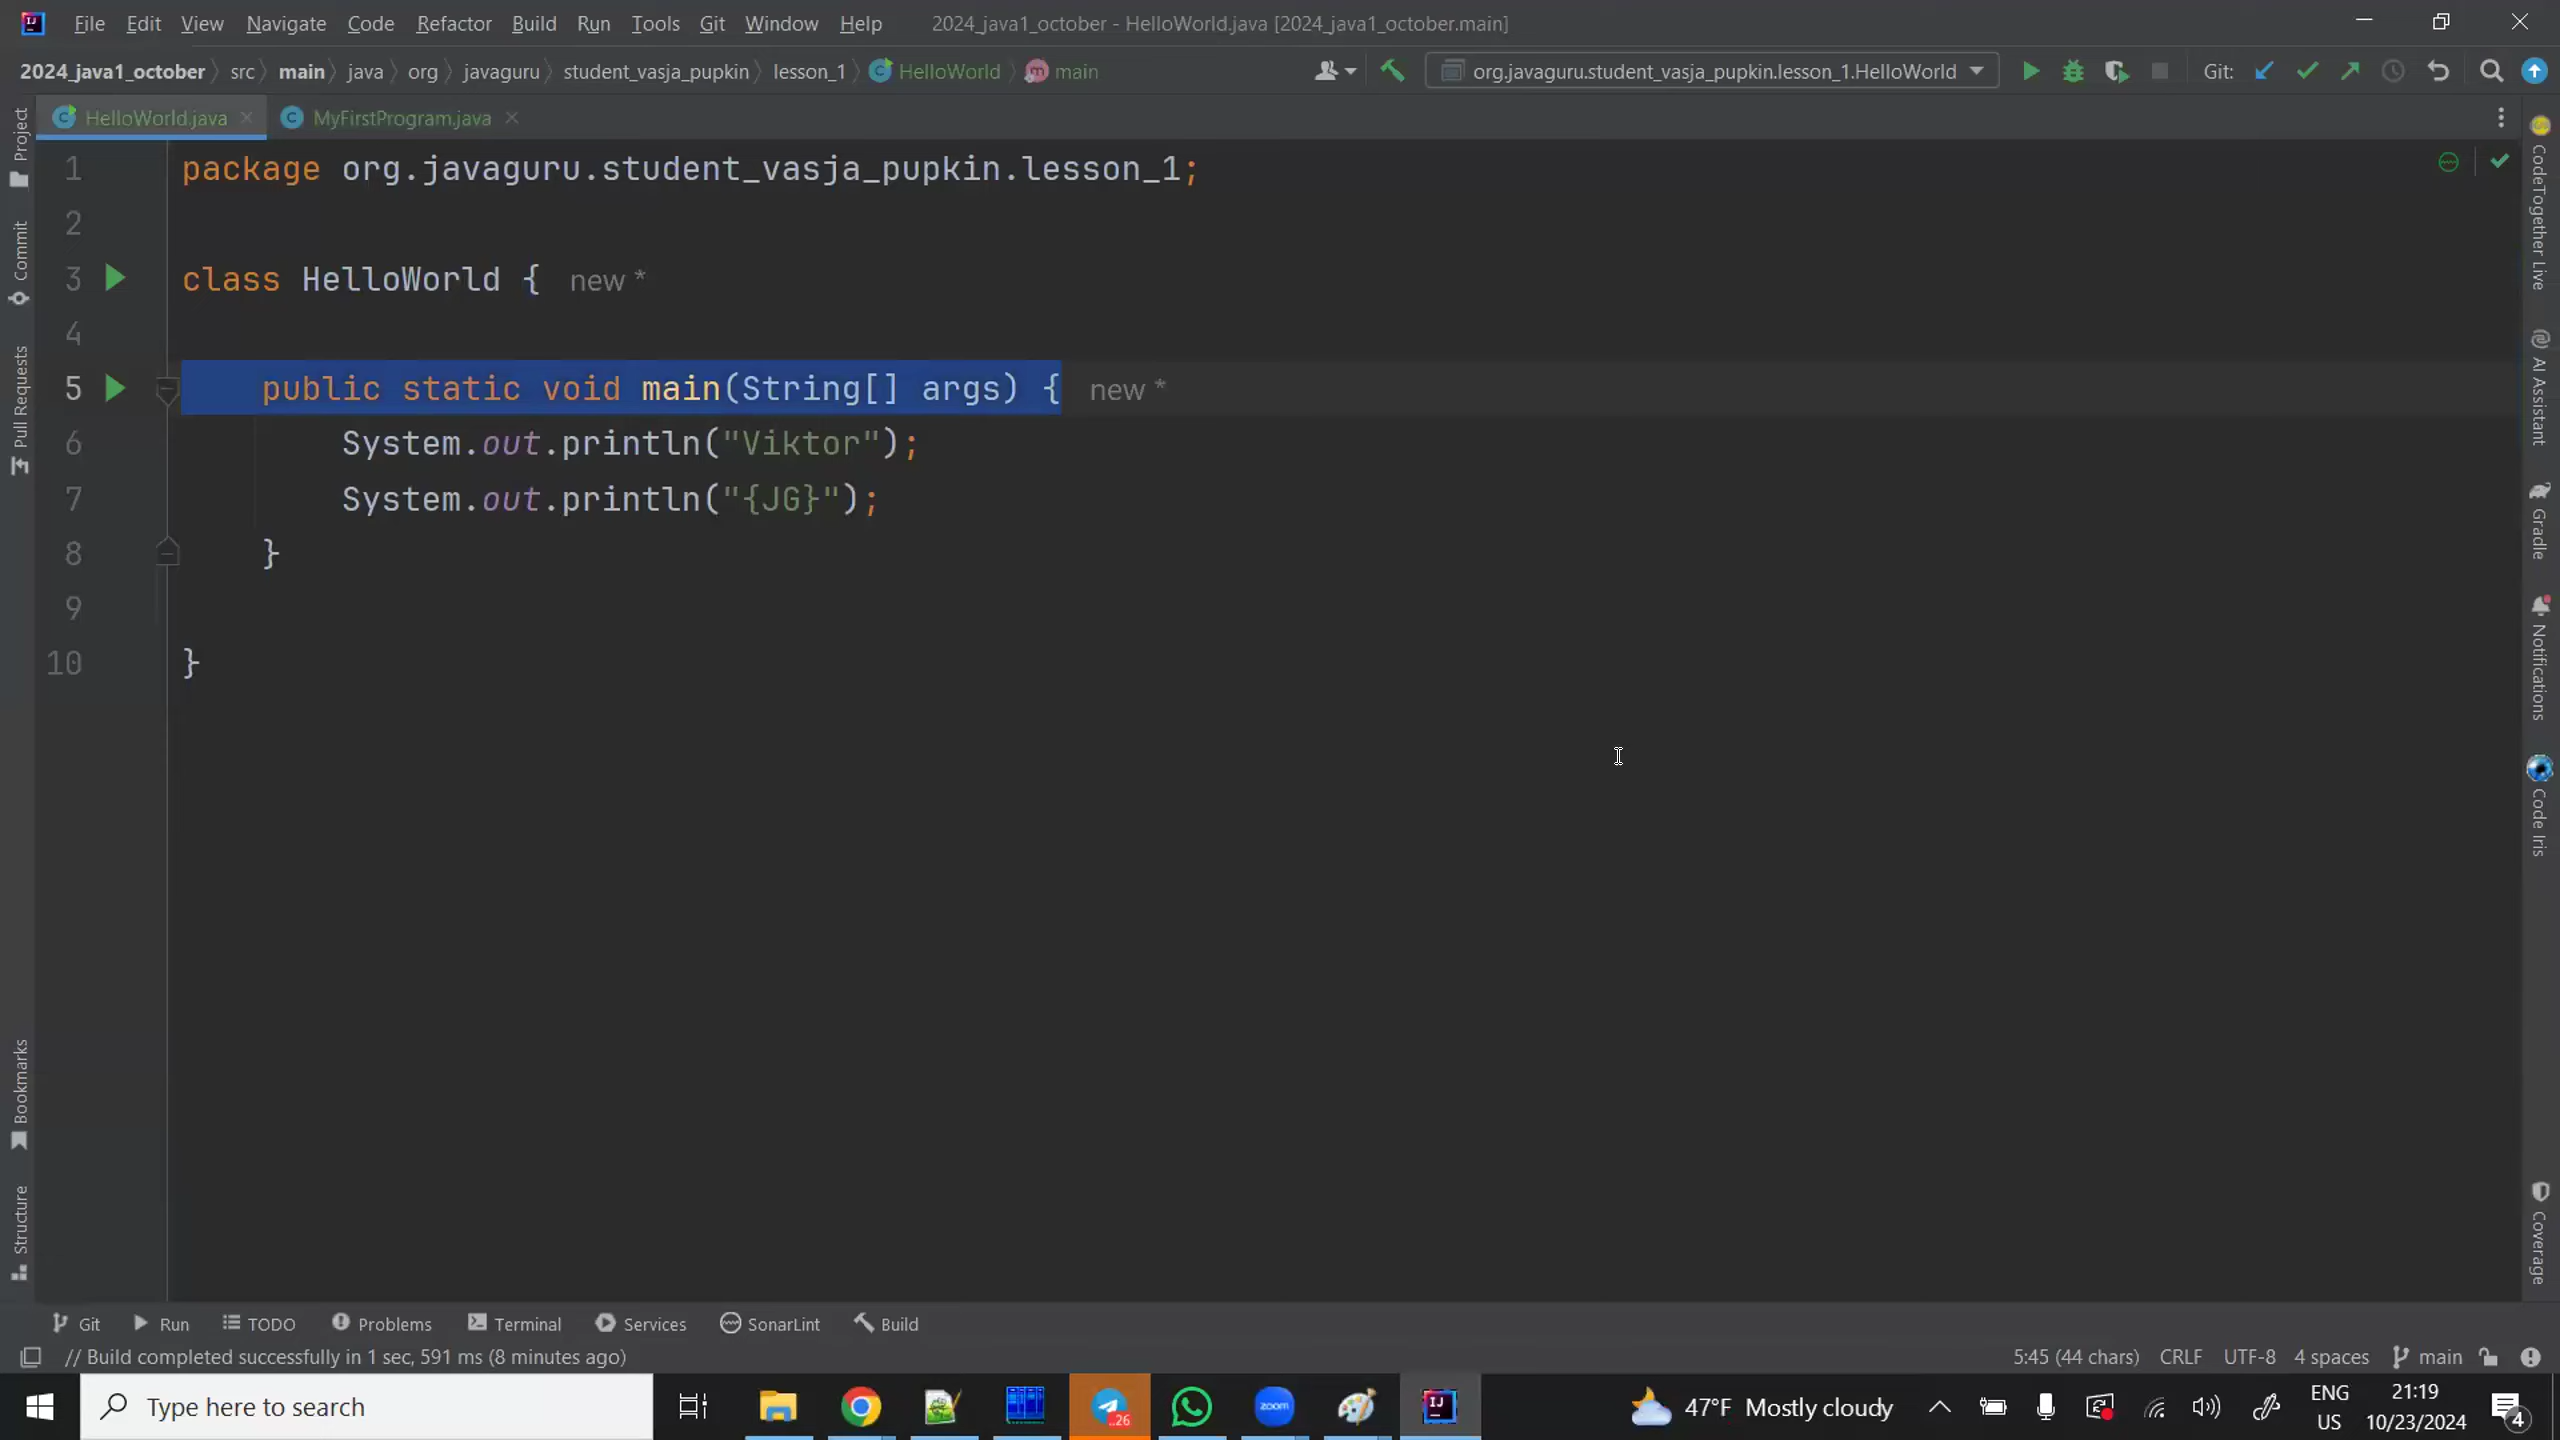 File Edit View Navigate Code Refactor Build Run Tools Git Window Help 2024_java1_october - HelloWorld.java [2024_java1_october.main]
2024_java1_october src main java org javaguru student_vasja_pupkin lesson_1 HelloWorld main org.javaguru.student_vasja_pupkin.lesson_1.HelloWorld Git:
HelloWorld.java MyFirstProgram.java
1 package org.javaguru.student_vasja_pupkin.lesson_1;
2
3 class HelloWorld { new *
4
5 public static void main(String[] args) { new *
6 System.out.println("Viktor");
7 System.out.println("{JG}");
8 }
9
10 }
Project
Commit
Pull Requests
Bookmarks
Structure
CodeTogether Live
AI Assistant
Gradle
Notifications
Code Iris
Coverage
Git Run TODO Problems Terminal Services SonarLint Build
// Build completed successfully in 1 sec, 591 ms (8 minutes ago) 5:45 (44 chars) CRLF UTF-8 4 spaces main
Type here to search ..26 zoom IJ 47°F Mostly cloudy ENG US 21:19 10/23/2024 4